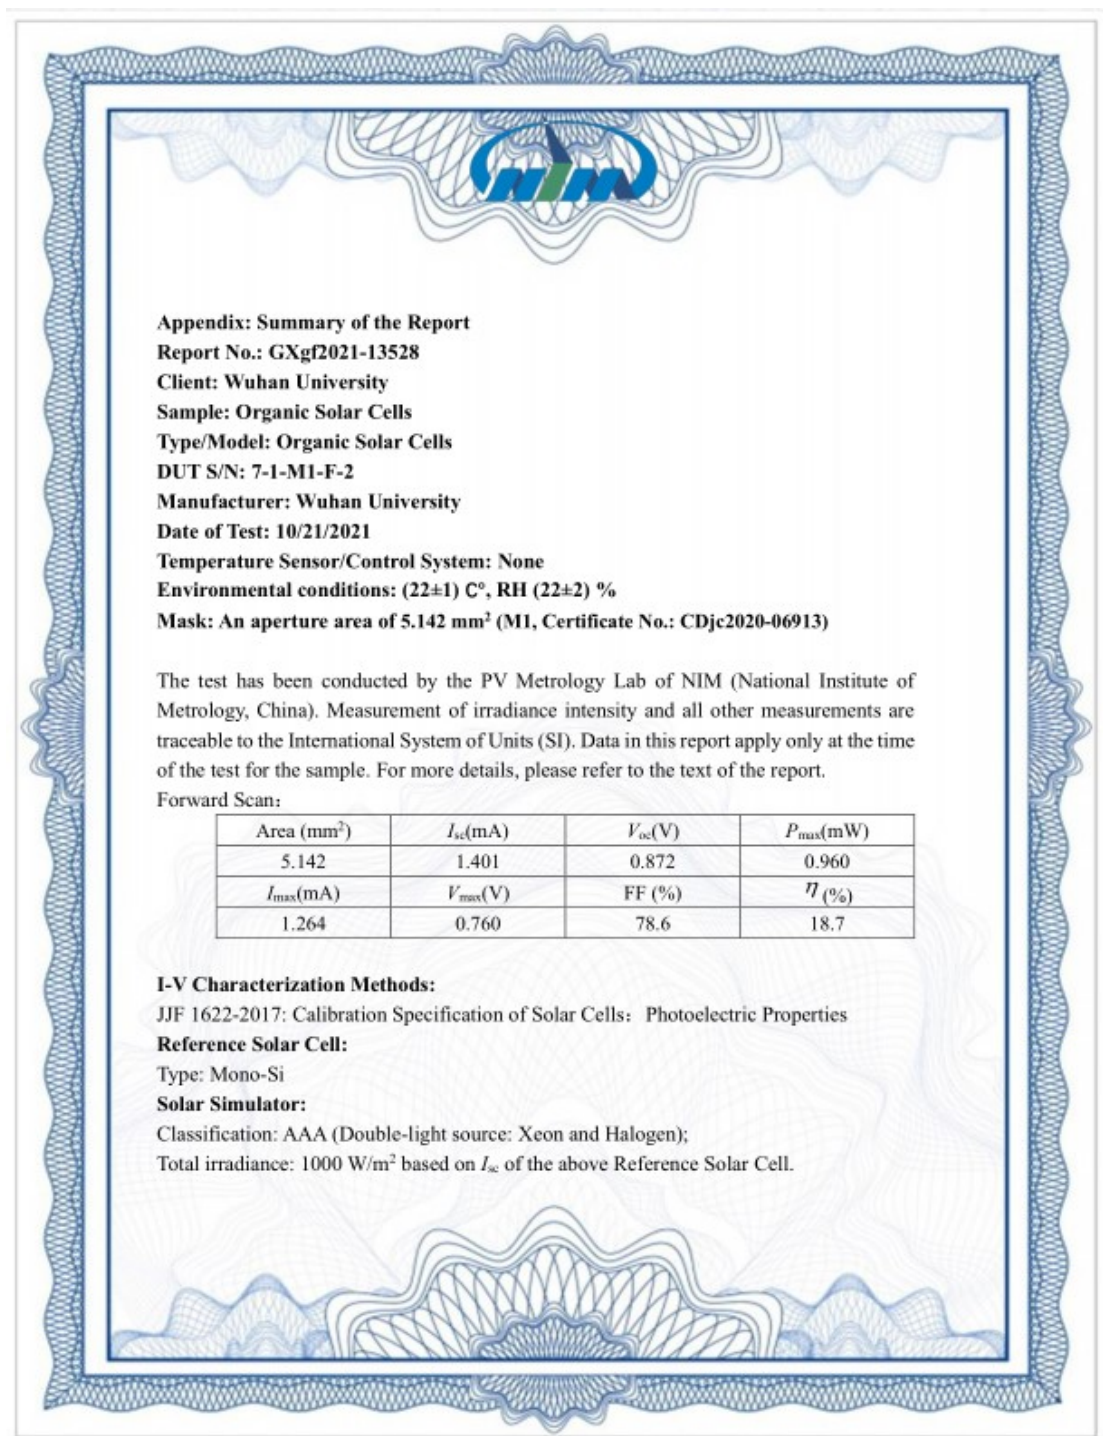 NIM
Appendix: Summary of the Report
Report No.: GXgf2021-13528
Client: Wuhan University
Sample: Organic Solar Cells
Type/Model: Organic Solar Cells
DUT S/N: 7-1-M1-F-2
Manufacturer: Wuhan University
Date of Test: 10/21/2021
Temperature Sensor/Control System: None
Environmental conditions: (22±1) C°, RH (22±2) %
Mask: An aperture area of 5.142 mm² (M1, Certificate No.: CDjc2020-06913)
The test has been conducted by the PV Metrology Lab of NIM (National Institute of
Metrology, China). Measurement of irradiance intensity and all other measurements are
traceable to the International System of Units (SI). Data in this report apply only at the time
of the test for the sample. For more details, please refer to the text of the report.
Forward Scan：
Area (mm²) Isc(mA) Voc(V) Pmax(mW)
5.142 1.401 0.872 0.960
Imax(mA) Vmax(V) FF (%) η (%)
1.264 0.760 78.6 18.7
I-V Characterization Methods:
JJF 1622-2017: Calibration Specification of Solar Cells：Photoelectric Properties
Reference Solar Cell:
Type: Mono-Si
Solar Simulator:
Classification: AAA (Double-light source: Xeon and Halogen);
Total irradiance: 1000 W/m² based on Isc of the above Reference Solar Cell.